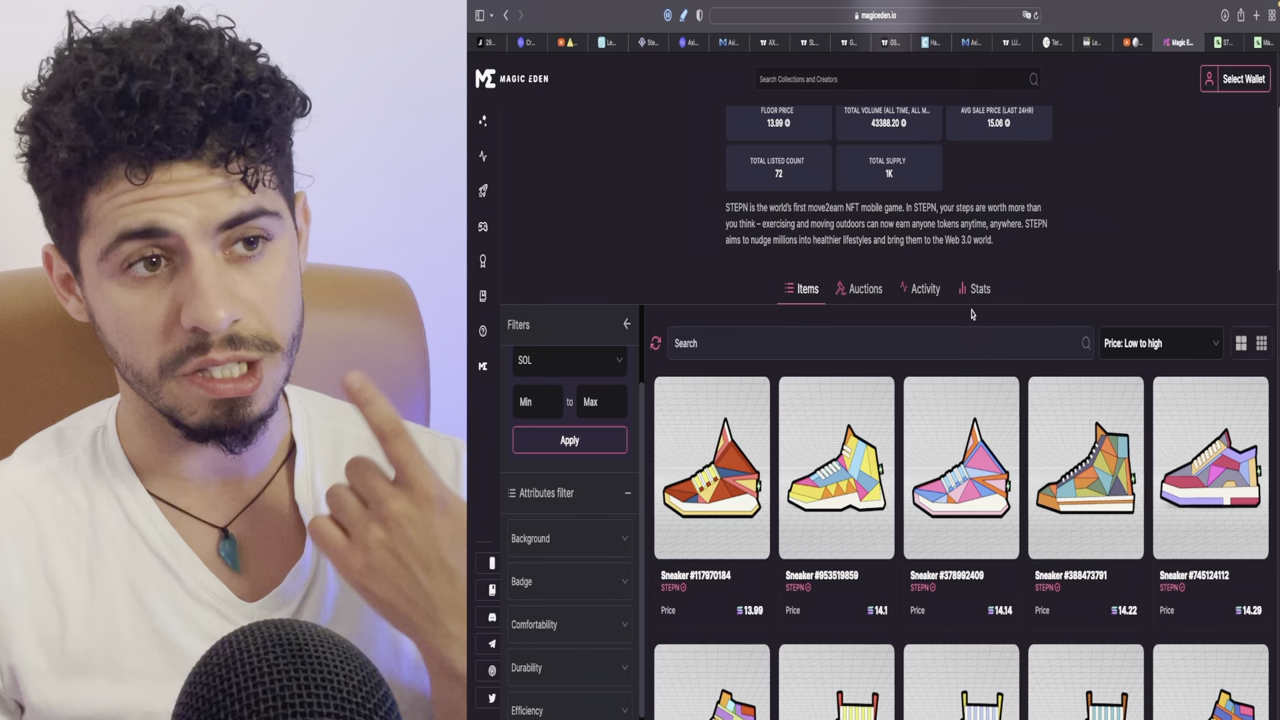 magiceden.io
MAGIC EDEN
Search Collections and Creators
Select Wallet
FLOOR PRICE
13.99
TOTAL VOLUME (ALL TIME, ALL M...
43388.20
AVG SALE PRICE (LAST 24HR)
15.06
TOTAL LISTED COUNT
72
TOTAL SUPPLY
1K
STEPN is the world's first move2earn NFT mobile game. In STEPN, your steps are worth more than
you think – exercising and moving outdoors can now earn anyone tokens anytime, anywhere. STEPN
aims to nudge millions into healthier lifestyles and bring them to the Web 3.0 world.
Items
Auctions
Activity
Stats
Filters
SOL
Min
to
Max
Apply
Attributes filter
Background
Badge
Comfortability
Durability
Efficiency
Search
Price: Low to high
Sneaker #117970184
STEPN
Price
13.99
Sneaker #953519859
STEPN
Price
14.1
Sneaker #378992409
STEPN
Price
14.14
Sneaker #388473791
STEPN
Price
14.22
Sneaker #745124112
STEPN
Price
14.29